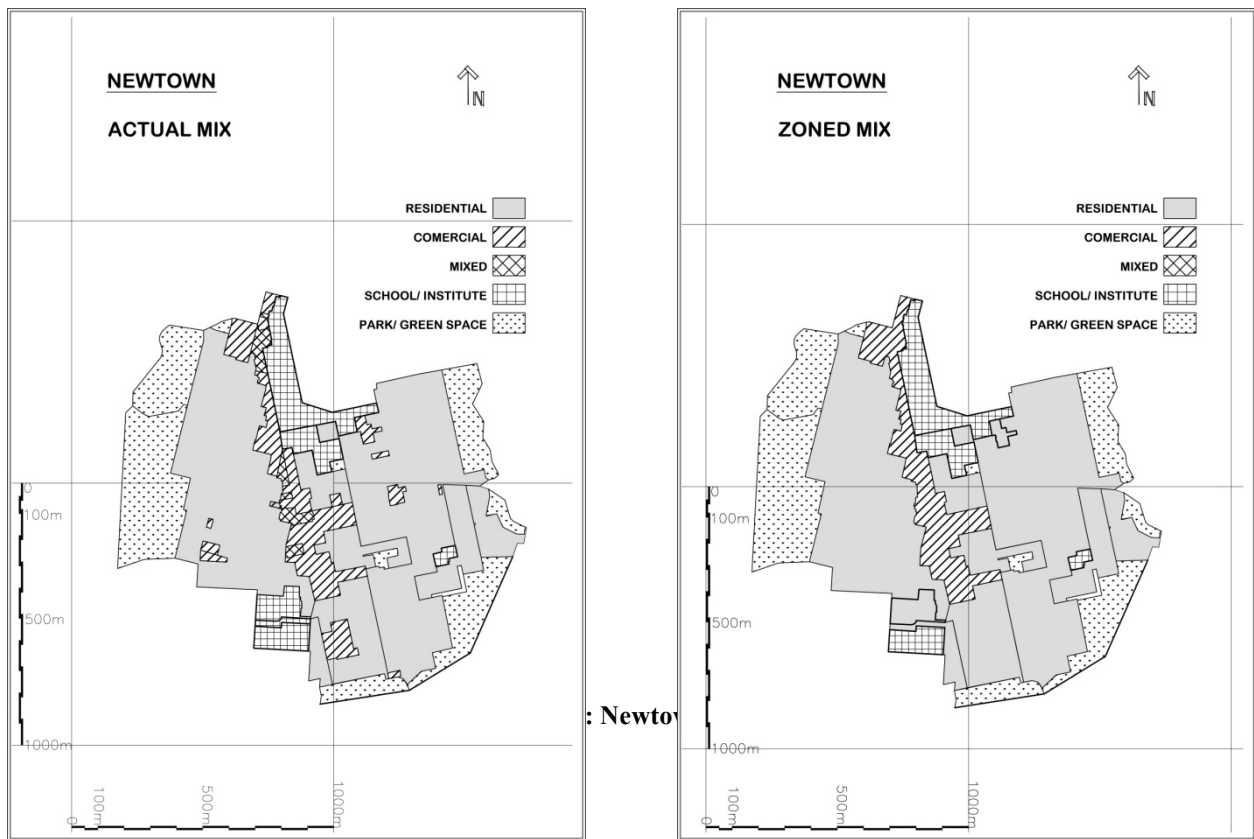 NEWTOWN
N
ACTUAL MIX
RESIDENTIAL
COMERCIAL
MIXED
SCHOOL/ INSTITUTE
PARK/ GREEN SPACE
0
100m
500m
1000m
0
100m
500m
1000m
: Newtow
NEWTOWN
N
ZONED MIX
RESIDENTIAL
COMERCIAL
MIXED
SCHOOL/ INSTITUTE
PARK/ GREEN SPACE
0
100m
500m
1000m
0
100m
500m
1000m